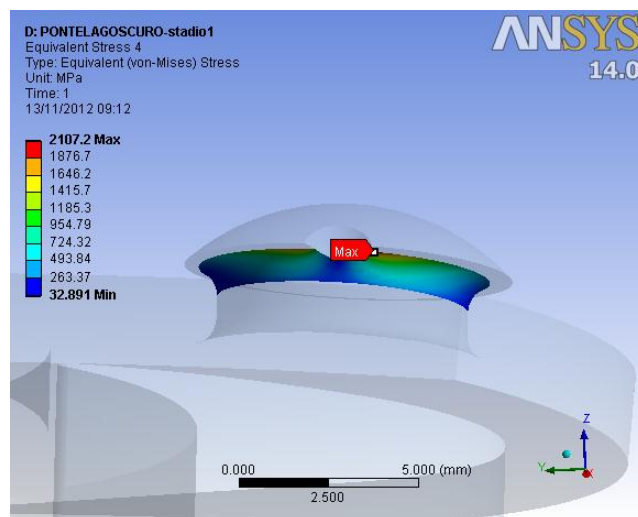 D: PONTELAGOSCURO-stadio1
Equivalent Stress 4
Type: Equivalent (von-Mises) Stress
Unit: MPa
Time: 1
13/11/2012 09:12
ANSYS
14.0
2107.2 Max
1876.7
1646.2
1415.7
1185.3
954.79
724.32
493.84
263.37
32.891 Min
Max
Z
Y
X
0.000
5.000 (mm)
2.500